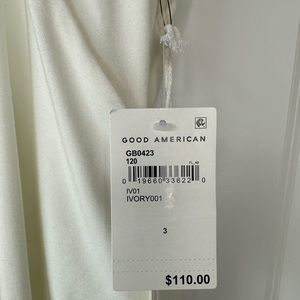 GOOD AMERICAN
GB0423
120
0 19660 33622 0
IV01
IVORY001
3
$110.00